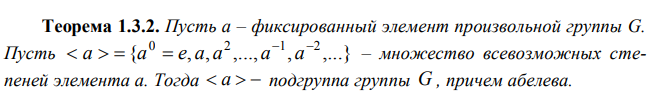 Теорема 1.3.2. Пусть a – фиксированный элемент произвольной группы G.
Пусть < a > = {a⁰ = e, a, a²,..., a⁻¹, a⁻²,...} – множество всевозможных сте-
пеней элемента a. Тогда < a > – подгруппа группы G , причем абелева.